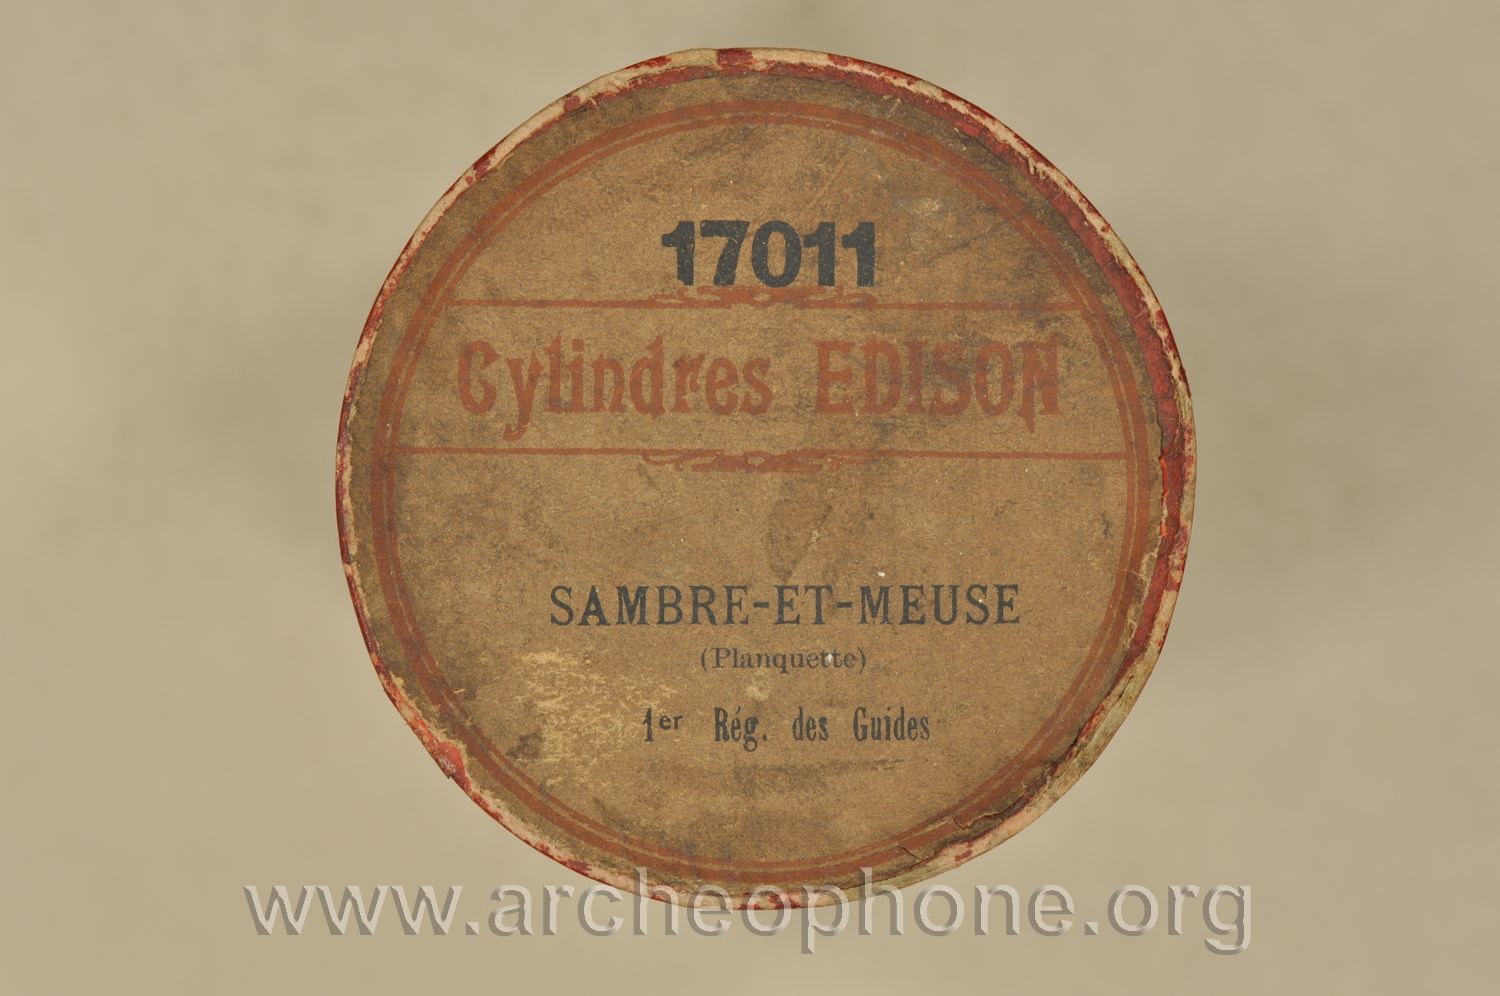 17011
Cylindres EDISON
SAMBRE-ET-MEUSE
(Planquette)
1er Rég. des Guides
www.archeophone.org